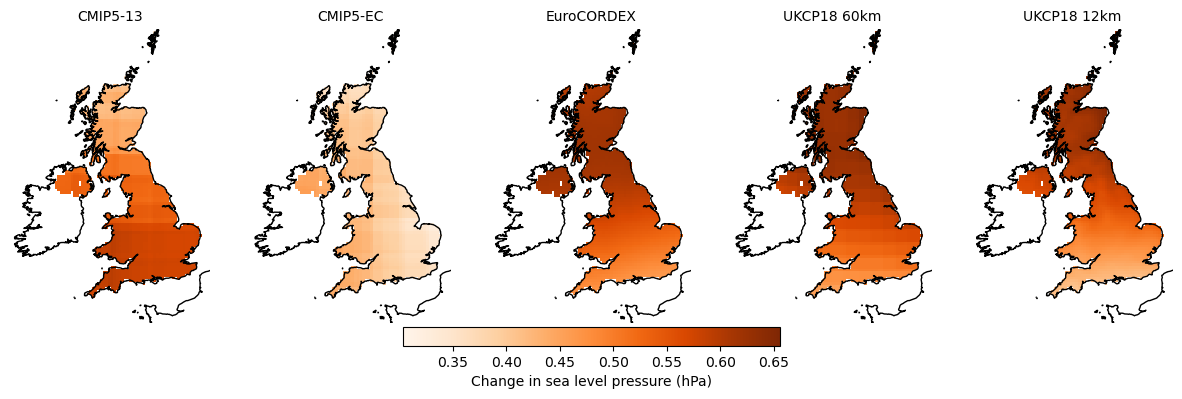 CMIP5-13 CMIP5-EC EuroCORDEX UKCP18 60km UKCP18 12km
0.35 0.40 0.45 0.50 0.55 0.60 0.65
Change in sea level pressure (hPa)